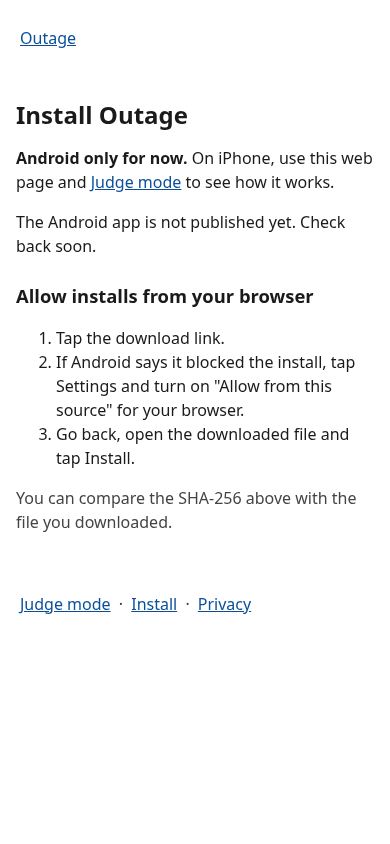 Outage
Install Outage
Android only for now. On iPhone, use this web
page and Judge mode to see how it works.
The Android app is not published yet. Check
back soon.
Allow installs from your browser
1. Tap the download link.
2. If Android says it blocked the install, tap
Settings and turn on "Allow from this
source" for your browser.
3. Go back, open the downloaded file and
tap Install.
You can compare the SHA-256 above with the
file you downloaded.
Judge mode · Install · Privacy